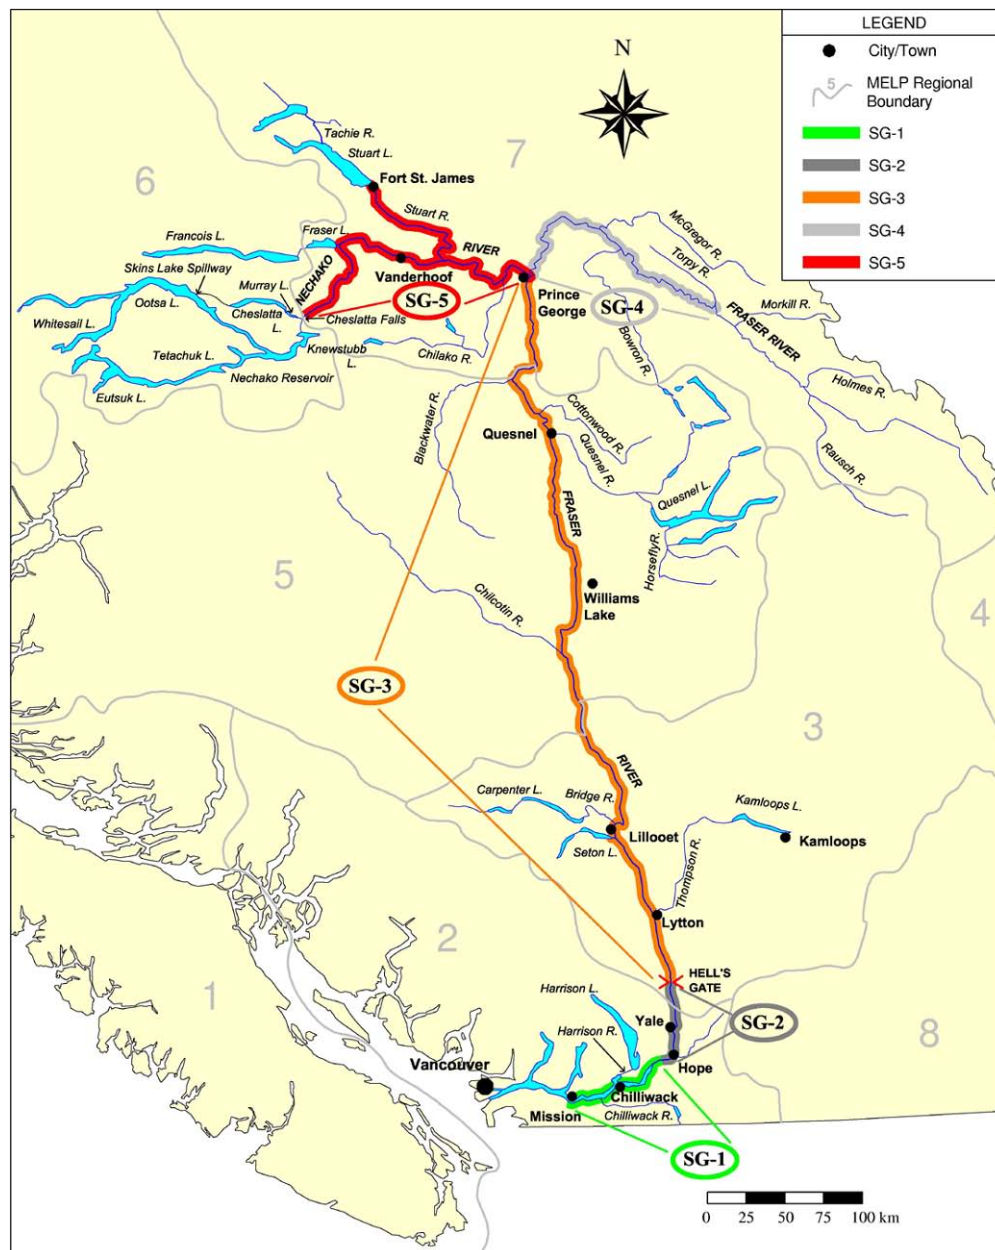 LEGEND
City/Town
5
MELP Regional
Boundary
SG-1
SG-2
SG-3
SG-4
SG-5
N
7
6
Tachie R.
Stuart L.
Fort St. James
Stuart R.
McGregor R.
Torpy R.
Francois L.
Fraser L.
RIVER
Skins Lake Spillway
Vanderhoof
NECHAKO
Murray L.
Ootsa L.
SG-5
Prince
George
SG-4
Morkill R.
FRASER RIVER
Cheslatta
L.
Cheslatta Falls
Whitesail L.
Tetachuk L.
Knewstubb
L.
Chilako R.
Bowron R.
Nechako Reservoir
Eutsuk L.
Holmes R.
Blackwater R.
Cottonwood R.
Quesnel
Quesnel R.
Rausch R.
Quesnel L.
FRASER
Horsefly R.
5
Williams
Lake
Chilcotin R.
4
SG-3
3
RIVER
Carpenter L.
Bridge R.
Kamloops L.
Lillooet
Kamloops
Seton L.
Thompson R.
Lytton
2
HELL'S
GATE
1
Harrison L.
Yale
SG-2
8
Harrison R.
Vancouver
Hope
Chilliwack
Mission
Chilliwack R.
SG-1
0 25 50 75 100 km